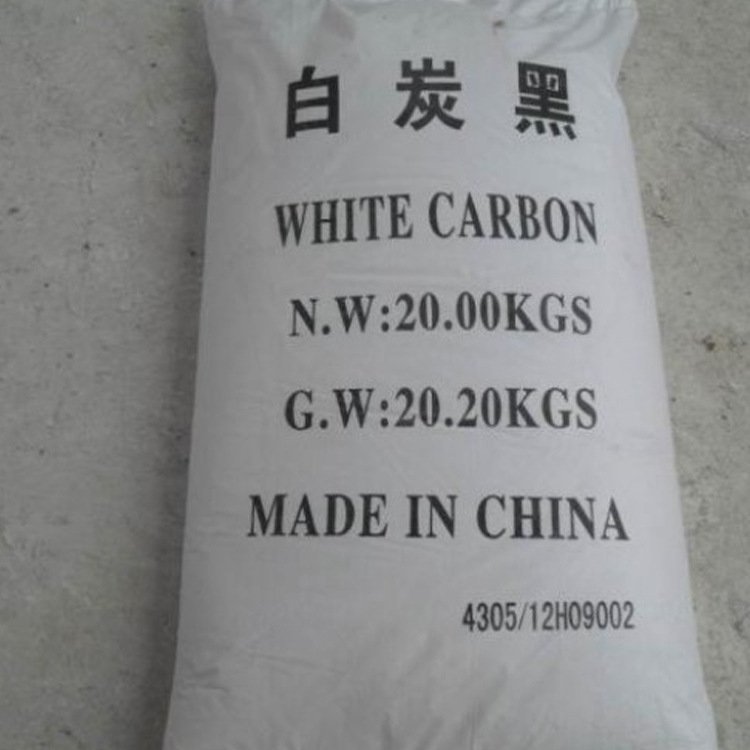 白炭黑
WHITE CARBON
N.W:20.00KGS
G.W:20.20KGS
MADE IN CHINA
4305/12H09002